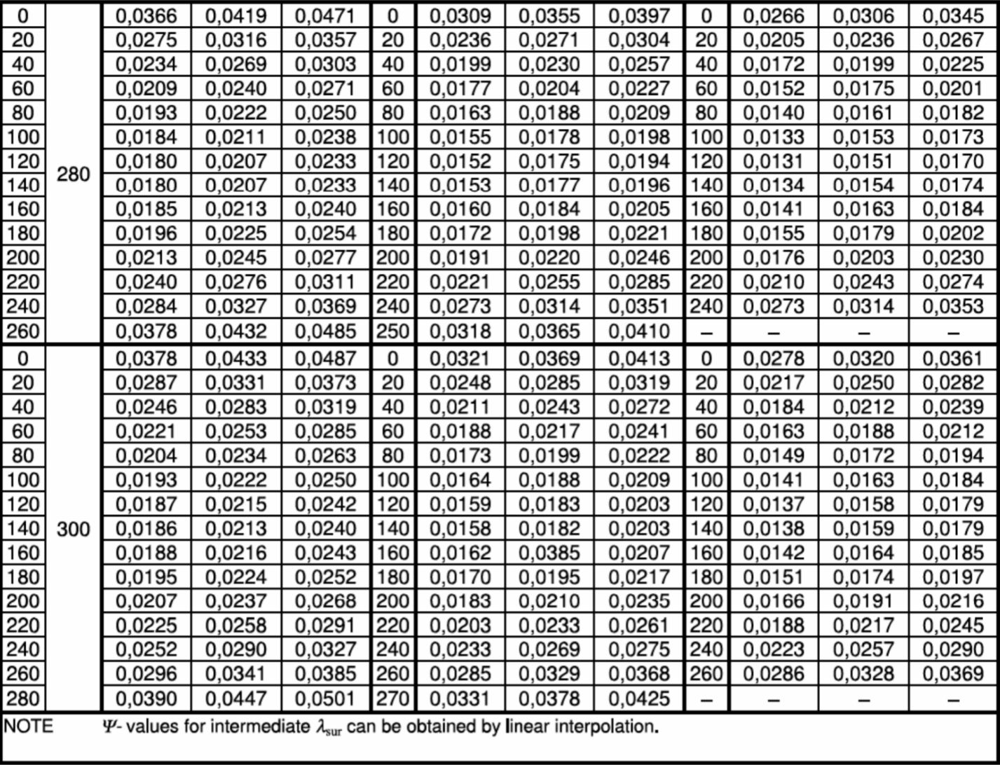 0 0,0366 0,0419 0,0471 0 0,0309 0,0355 0,0397 0 0,0266 0,0306 0,0345
20 0,0275 0,0316 0,0357 20 0,0236 0,0271 0,0304 20 0,0205 0,0236 0,0267
40 0,0234 0,0269 0,0303 40 0,0199 0,0230 0,0257 40 0,0172 0,0199 0,0225
60 0,0209 0,0240 0,0271 60 0,0177 0,0204 0,0227 60 0,0152 0,0175 0,0201
80 0,0193 0,0222 0,0250 80 0,0163 0,0188 0,0209 80 0,0140 0,0161 0,0182
100 0,0184 0,0211 0,0238 100 0,0155 0,0178 0,0198 100 0,0133 0,0153 0,0173
120 0,0180 0,0207 0,0233 120 0,0152 0,0175 0,0194 120 0,0131 0,0151 0,0170
280
140 0,0180 0,0207 0,0233 140 0,0153 0,0177 0,0196 140 0,0134 0,0154 0,0174
160 0,0185 0,0213 0,0240 160 0,0160 0,0184 0,0205 160 0,0141 0,0163 0,0184
180 0,0196 0,0225 0,0254 180 0,0172 0,0198 0,0221 180 0,0155 0,0179 0,0202
200 0,0213 0,0245 0,0277 200 0,0191 0,0220 0,0246 200 0,0176 0,0203 0,0230
220 0,0240 0,0276 0,0311 220 0,0221 0,0255 0,0285 220 0,0210 0,0243 0,0274
240 0,0284 0,0327 0,0369 240 0,0273 0,0314 0,0351 240 0,0273 0,0314 0,0353
260 0,0378 0,0432 0,0485 250 0,0318 0,0365 0,0410 – – – –
0 0,0378 0,0433 0,0487 0 0,0321 0,0369 0,0413 0 0,0278 0,0320 0,0361
20 0,0287 0,0331 0,0373 20 0,0248 0,0285 0,0319 20 0,0217 0,0250 0,0282
40 0,0246 0,0283 0,0319 40 0,0211 0,0243 0,0272 40 0,0184 0,0212 0,0239
60 0,0221 0,0253 0,0285 60 0,0188 0,0217 0,0241 60 0,0163 0,0188 0,0212
80 0,0204 0,0234 0,0263 80 0,0173 0,0199 0,0222 80 0,0149 0,0172 0,0194
100 0,0193 0,0222 0,0250 100 0,0164 0,0188 0,0209 100 0,0141 0,0163 0,0184
120 0,0187 0,0215 0,0242 120 0,0159 0,0183 0,0203 120 0,0137 0,0158 0,0179
140 300 0,0186 0,0213 0,0240 140 0,0158 0,0182 0,0203 140 0,0138 0,0159 0,0179
160 0,0188 0,0216 0,0243 160 0,0162 0,0385 0,0207 160 0,0142 0,0164 0,0185
180 0,0195 0,0224 0,0252 180 0,0170 0,0195 0,0217 180 0,0151 0,0174 0,0197
200 0,0207 0,0237 0,0268 200 0,0183 0,0210 0,0235 200 0,0166 0,0191 0,0216
220 0,0225 0,0258 0,0291 220 0,0203 0,0233 0,0261 220 0,0188 0,0217 0,0245
240 0,0252 0,0290 0,0327 240 0,0233 0,0269 0,0275 240 0,0223 0,0257 0,0290
260 0,0296 0,0341 0,0385 260 0,0285 0,0329 0,0368 260 0,0286 0,0328 0,0369
280 0,0390 0,0447 0,0501 270 0,0331 0,0378 0,0425 – – – –
NOTE Ψ- values for intermediate λsur can be obtained by linear interpolation.